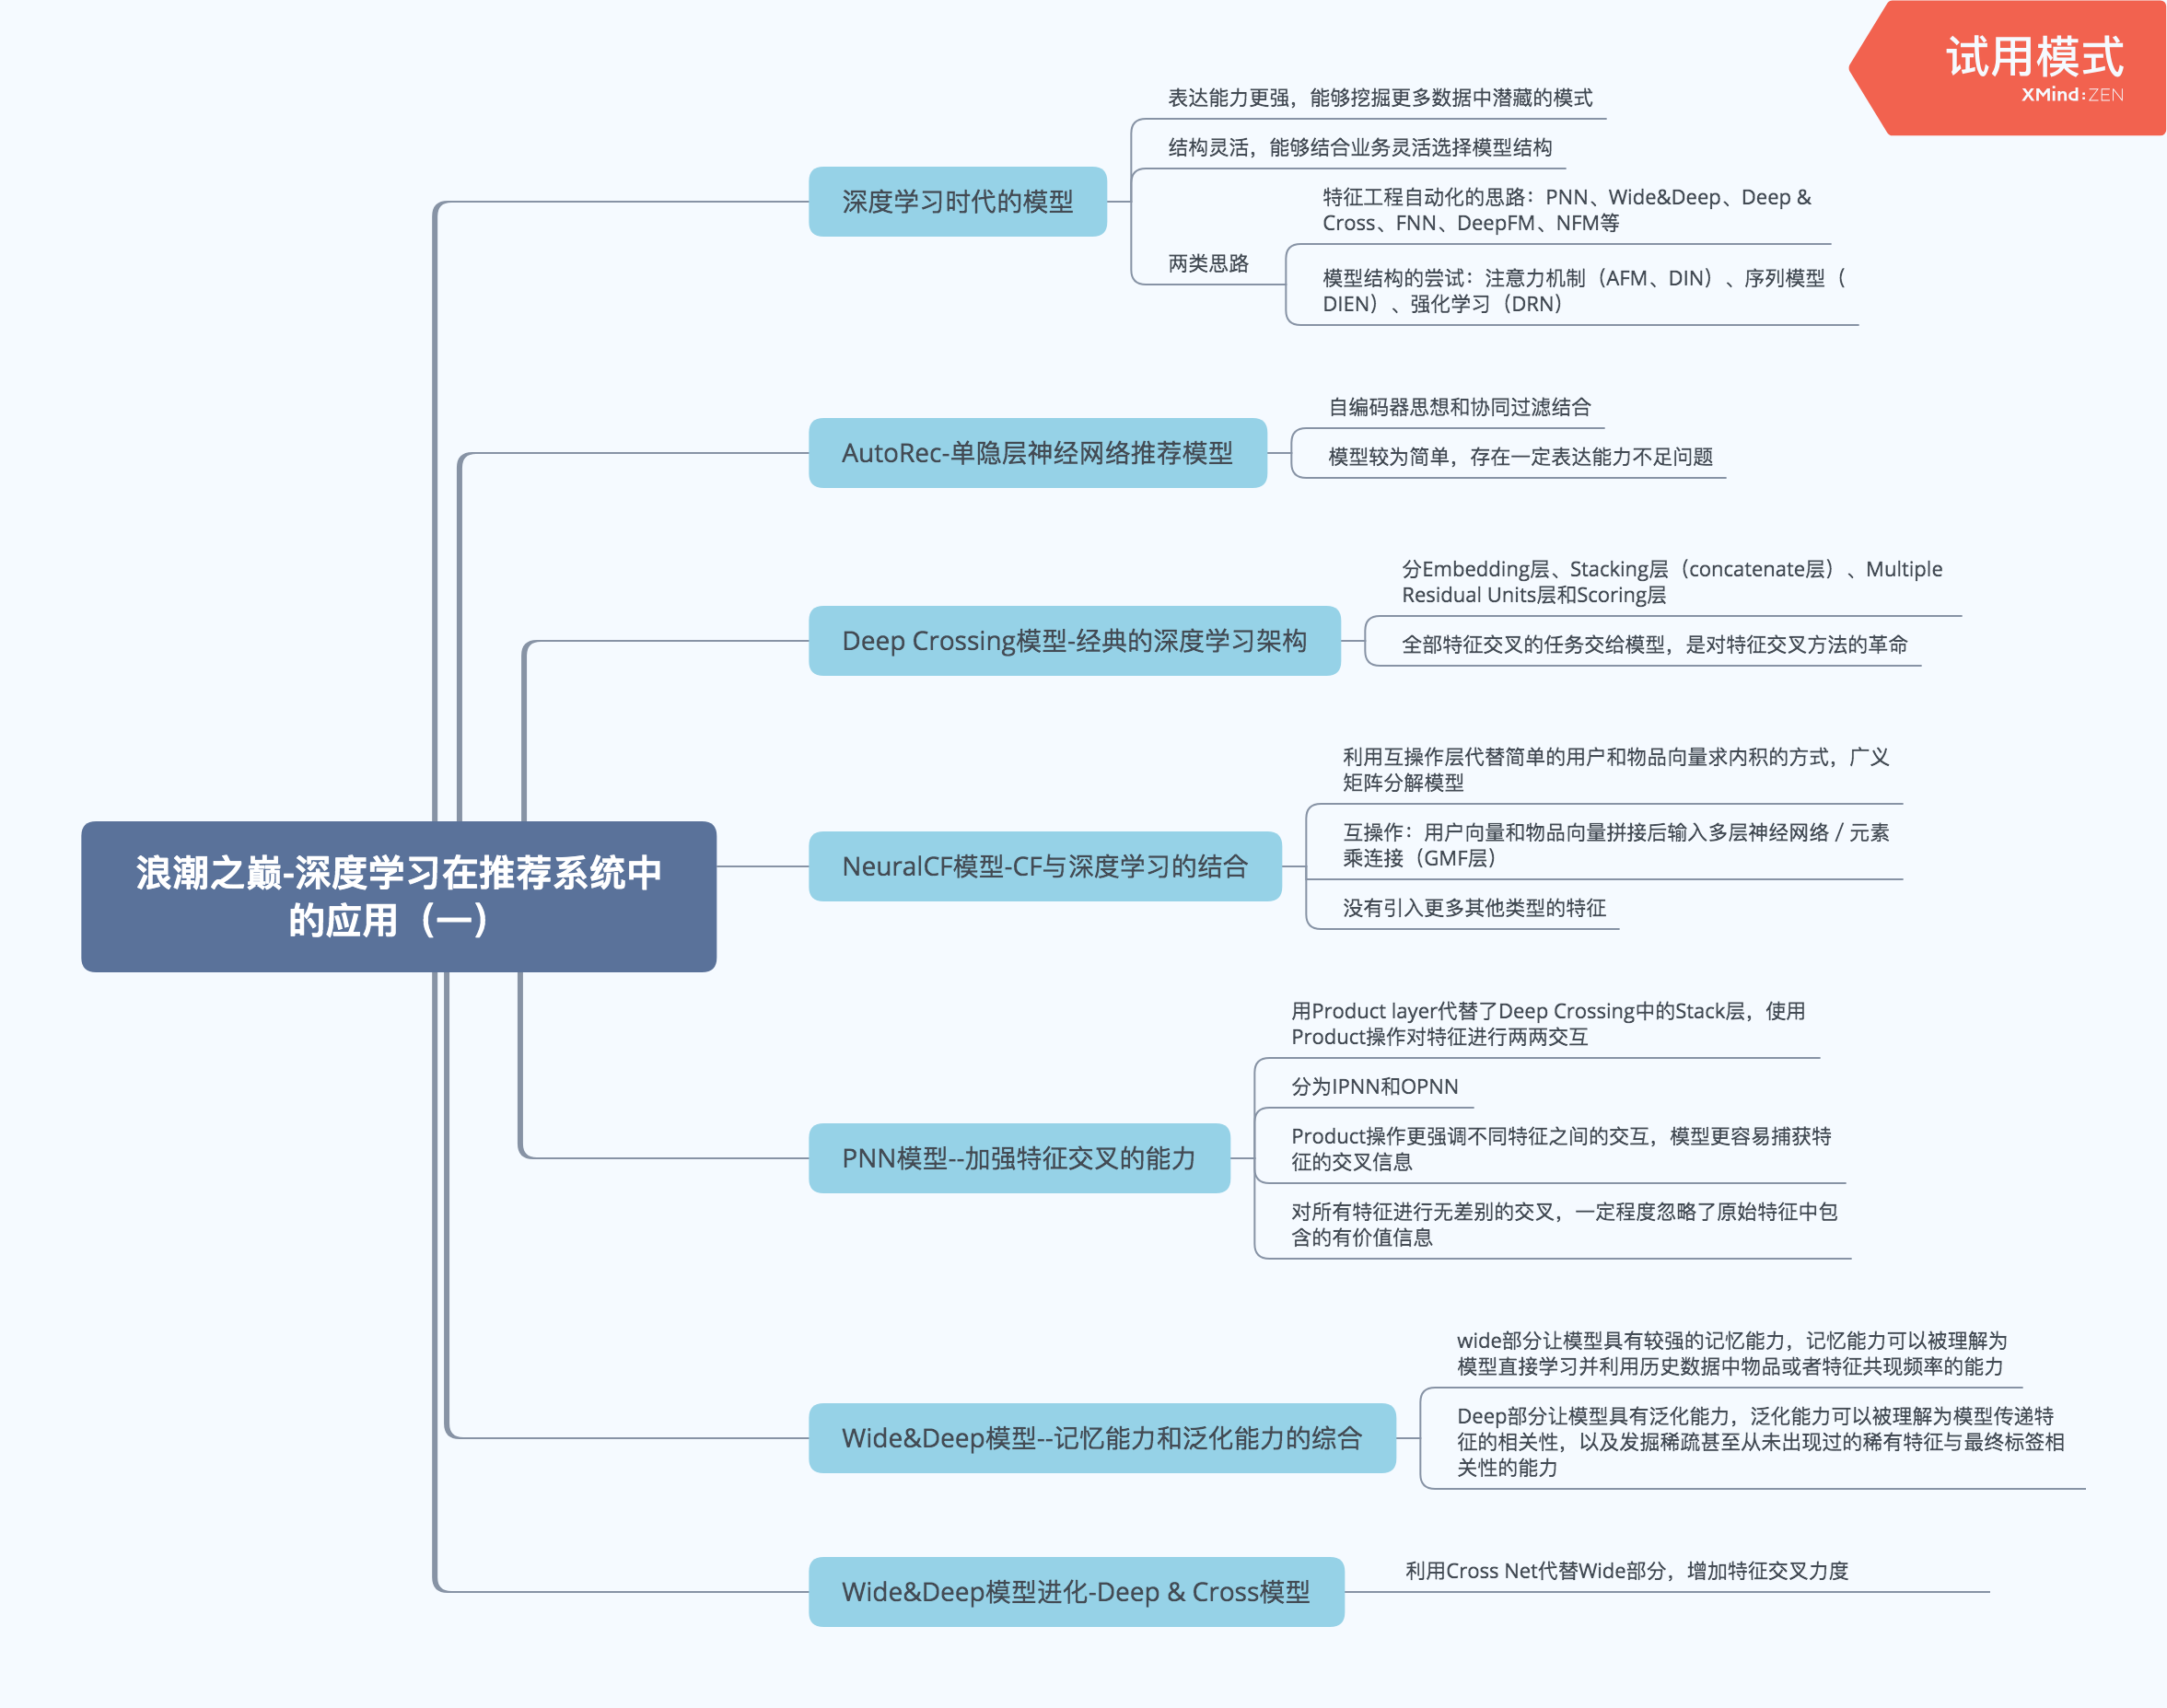 试用模式
XMind:ZEN
浪潮之巅-深度学习在推荐系统中
的应用（一）
深度学习时代的模型
表达能力更强，能够挖掘更多数据中潜藏的模式
结构灵活，能够结合业务灵活选择模型结构
两类思路
特征工程自动化的思路：PNN、Wide&Deep、Deep &
Cross、FNN、DeepFM、NFM等
模型结构的尝试：注意力机制（AFM、DIN）、序列模型（
DIEN）、强化学习（DRN）
AutoRec-单隐层神经网络推荐模型
自编码器思想和协同过滤结合
模型较为简单，存在一定表达能力不足问题
Deep Crossing模型-经典的深度学习架构
分Embedding层、Stacking层（concatenate层）、Multiple
Residual Units层和Scoring层
全部特征交叉的任务交给模型，是对特征交叉方法的革命
NeuralCF模型-CF与深度学习的结合
利用互操作层代替简单的用户和物品向量求内积的方式，广义
矩阵分解模型
互操作：用户向量和物品向量拼接后输入多层神经网络 / 元素
乘连接（GMF层）
没有引入更多其他类型的特征
PNN模型--加强特征交叉的能力
用Product layer代替了Deep Crossing中的Stack层，使用
Product操作对特征进行两两交互
分为IPNN和OPNN
Product操作更强调不同特征之间的交互，模型更容易捕获特
征的交叉信息
对所有特征进行无差别的交叉，一定程度忽略了原始特征中包
含的有价值信息
Wide&Deep模型--记忆能力和泛化能力的综合
wide部分让模型具有较强的记忆能力，记忆能力可以被理解为
模型直接学习并利用历史数据中物品或者特征共现频率的能力
Deep部分让模型具有泛化能力，泛化能力可以被理解为模型传递特
征的相关性，以及发掘稀疏甚至从未出现过的稀有特征与最终标签相
关性的能力
Wide&Deep模型进化-Deep & Cross模型
利用Cross Net代替Wide部分，增加特征交叉力度